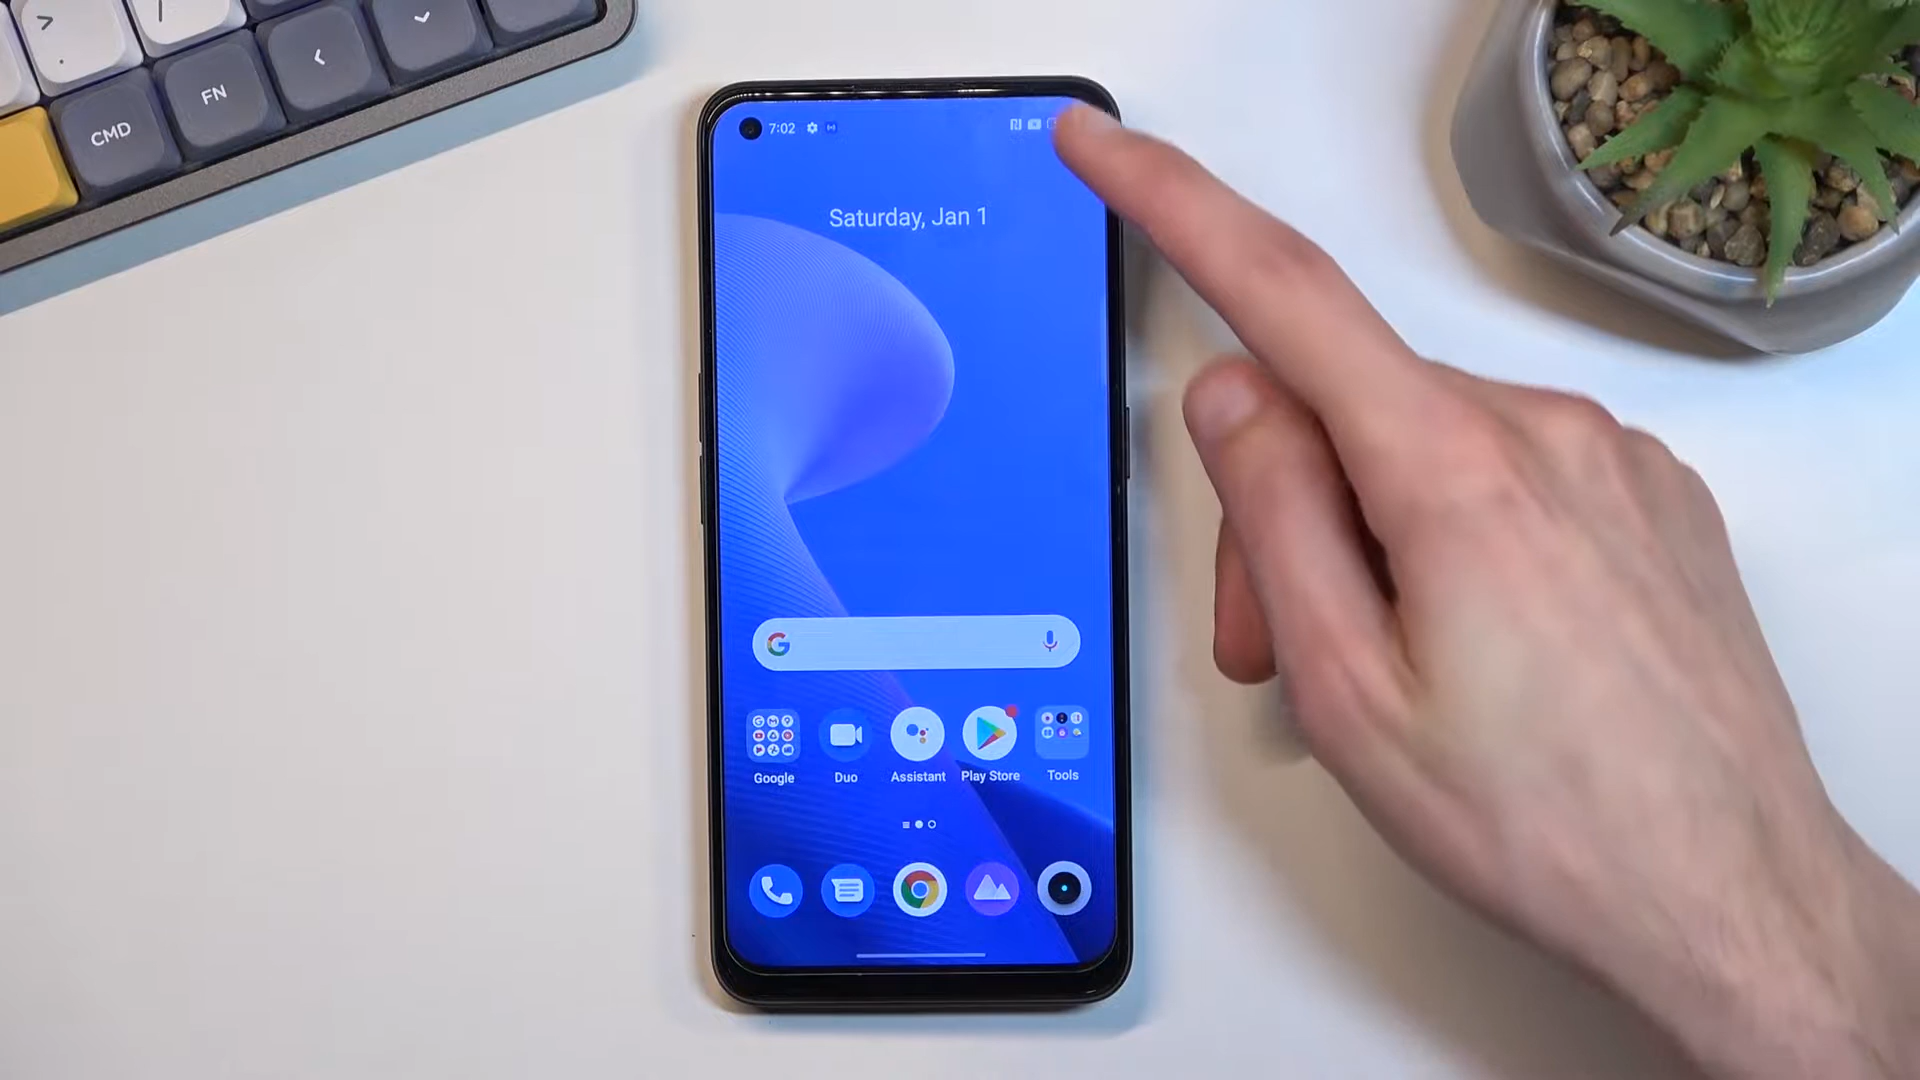 CMD
FN
7:02
Saturday, Jan 1
Google
Duo
Assistant
Play Store
Tools